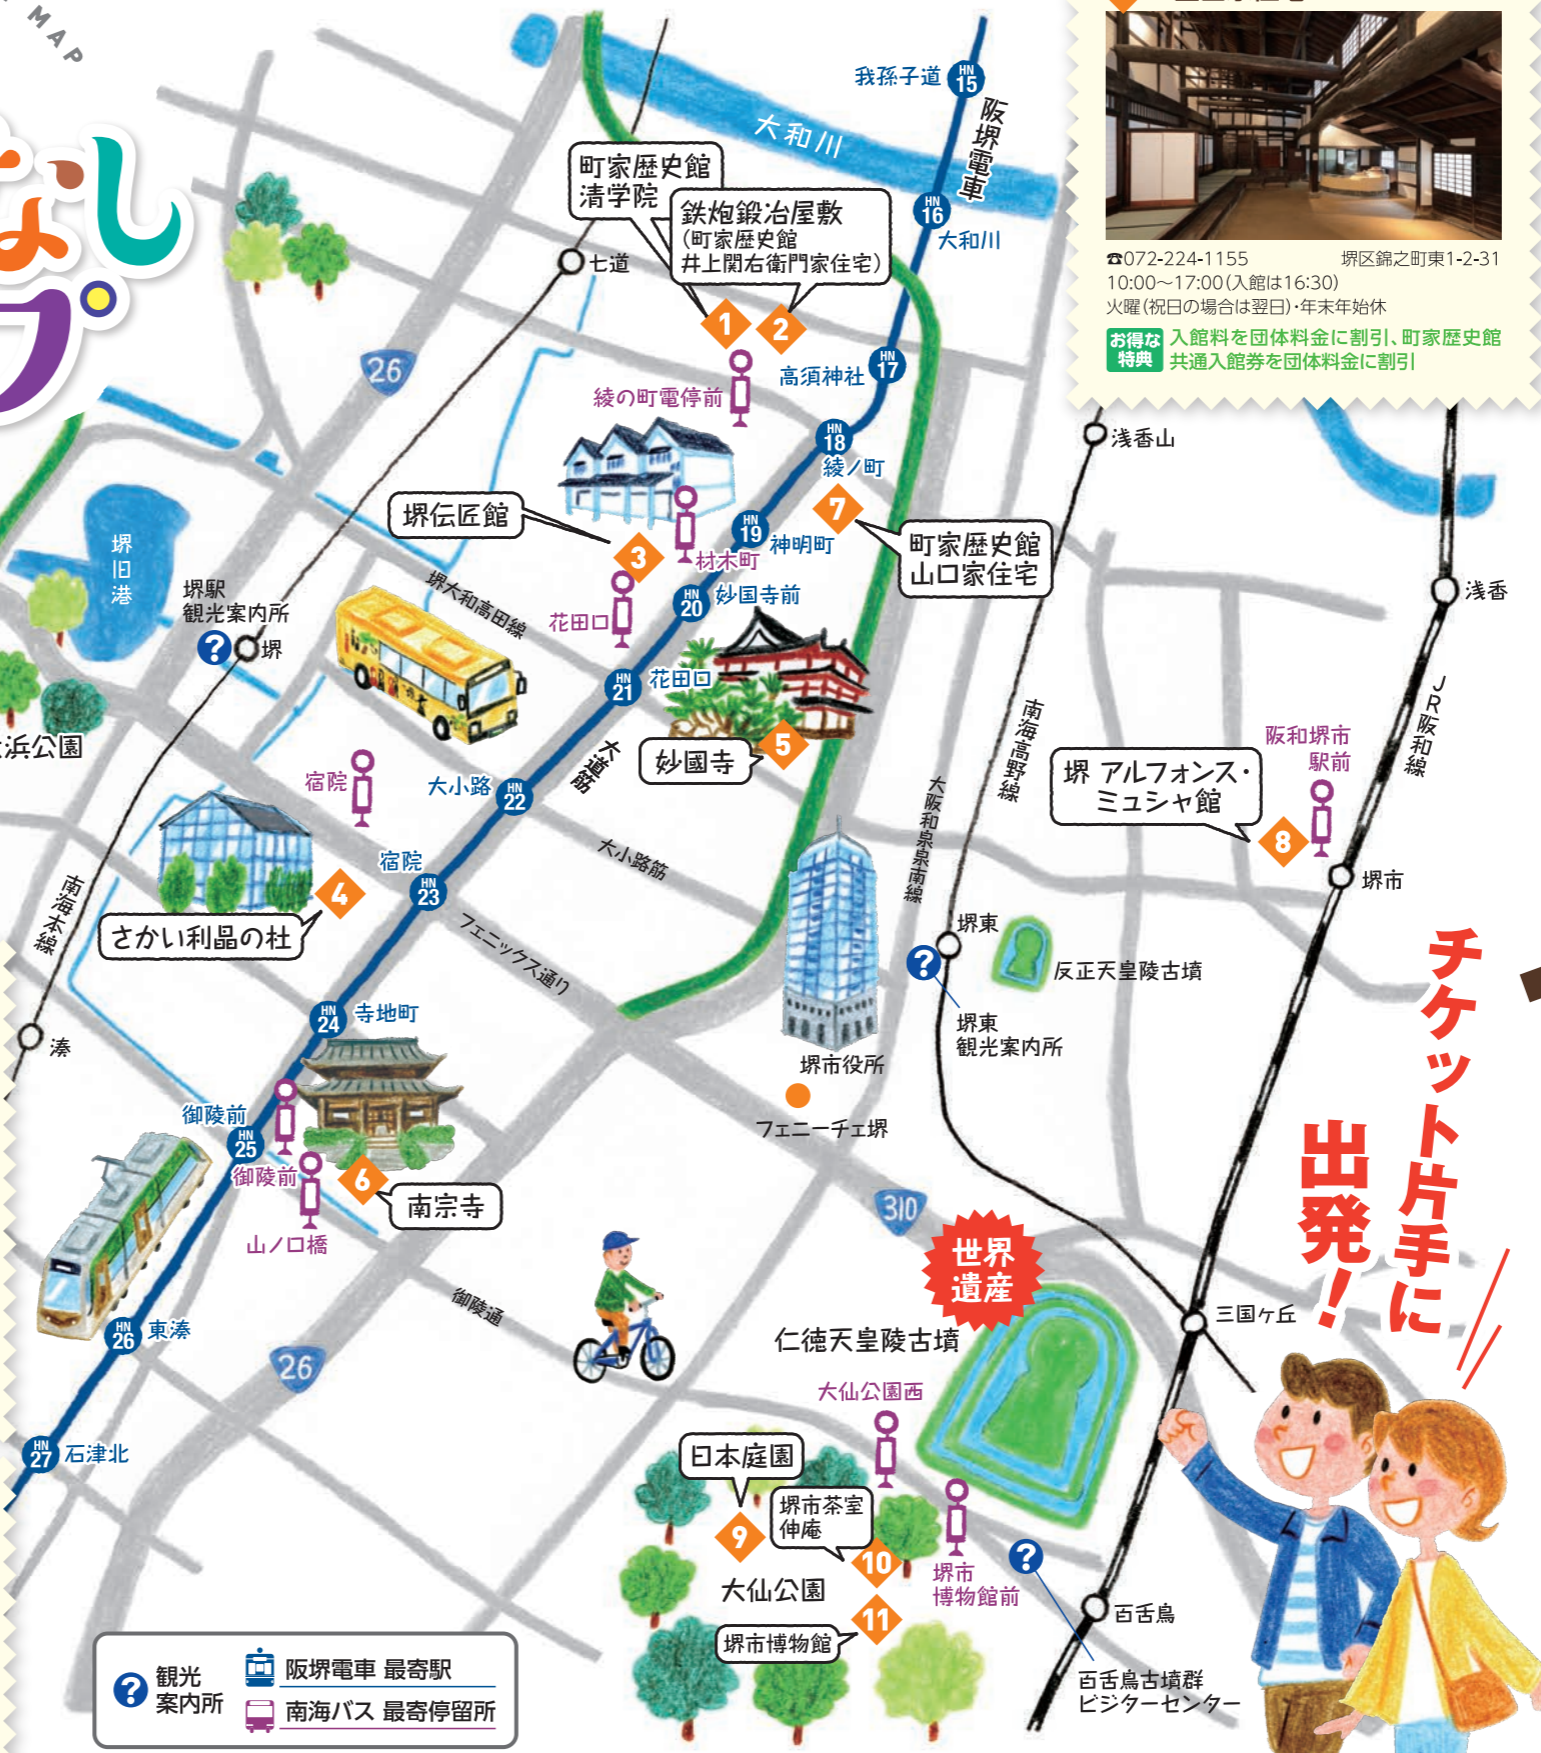 MAP
なし
プ
☎072-224-1155
堺区錦之町東1-2-31
10:00〜17:00(入館は16:30)
火曜(祝日の場合は翌日)・年末年始休
お得な
特典
入館料を団体料金に割引、町家歴史館
共通入館券を団体料金に割引
我孫子道
HN
15
阪堺電車
大和川
HN
16
大和川
町家歴史館
清学院
鉄炮鍛冶屋敷
(町家歴史館
井上関右衛門家住宅)
七道
1
2
綾の町電停前
高須神社
HN
17
26
HN
18
綾ノ町
浅香山
7
町家歴史館
山口家住宅
堺伝匠館
3
材木町
HN
19
神明町
花田口
HN
20
妙国寺前
浅香
堺旧港
堺駅
観光案内所
?
堺
堺大和高田線
HN
21
花田口
5
妙國寺
浜公園
大道筋
南海高野線
JR阪和線
阪和堺市
駅前
堺 アルフォンス・
ミュシャ館
8
堺市
宿院
大小路
HN
22
大小路筋
大阪和泉泉南線
宿院
HN
23
4
さかい利晶の杜
南海本線
フェニックス通り
堺東
?
堺東
観光案内所
反正天皇陵古墳
堺市役所
フェニーチェ堺
湊
HN
24
寺地町
御陵前
HN
25
御陵前
6
南宗寺
山ノ口橋
310
世界
遺産
仁徳天皇陵古墳
三国ヶ丘
チケット片手に
出発!
御陵通
HN
26
東湊
26
HN
27
石津北
大仙公園西
日本庭園
9
堺市茶室
伸庵
10
大仙公園
堺市
博物館前
11
堺市博物館
?
百舌鳥
百舌鳥古墳群
ビジターセンター
?
観光
案内所
阪堺電車 最寄駅
南海バス 最寄停留所